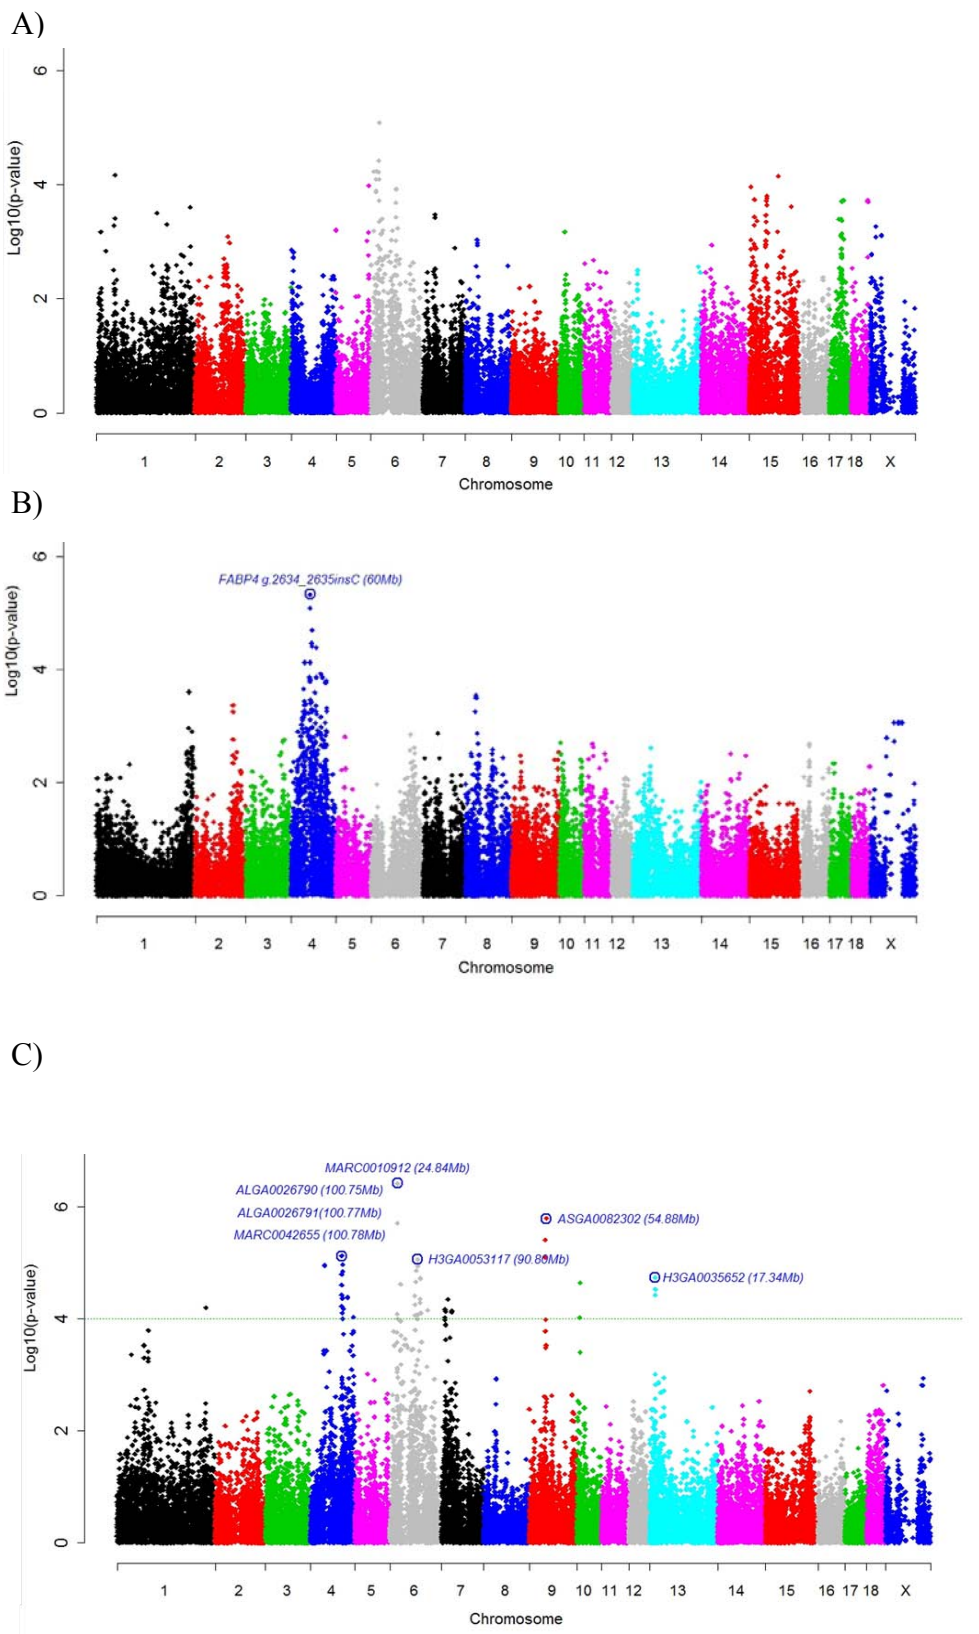 A)
6
4
2
0
Log10(p-value)
1 2 3 4 5 6 7 8 9 10 11 12 13 14 15 16 17 18 X
Chromosome
B)
6
4
2
0
Log10(p-value)
FABP4 g.2634_2635insC (60Mb)
1 2 3 4 5 6 7 8 9 10 11 12 13 14 15 16 17 18 X
Chromosome
C)
6
4
2
0
Log10(p-value)
MARC0010912 (24.84Mb)
ALGA0026790 (100.75Mb)
ALGA0026791(100.77Mb)
ASGA0082302 (54.88Mb)
MARC0042655 (100.78Mb)
H3GA0053117 (90.80Mb)
H3GA0035652 (17.34Mb)
1 2 3 4 5 6 7 8 9 10 11 12 13 14 15 16 17 18 X
Chromosome